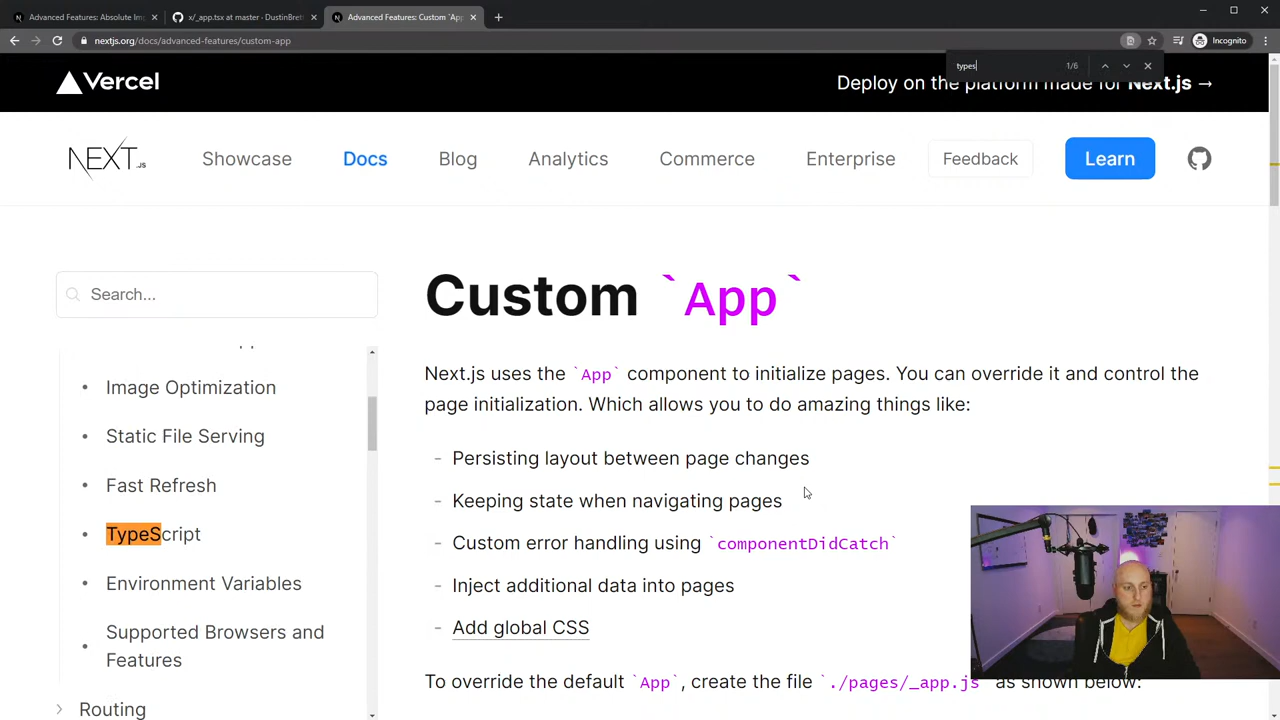 Advanced Features: Absolute Im
x/_app.tsx at master · DustinBrett
Advanced Features: Custom `App
nextjs.org/docs/advanced-features/custom-app
Incognito
types
1/6
Vercel
Deploy on the platform made for Next.js →
NEXT.JS
Showcase
Docs
Blog
Analytics
Commerce
Enterprise
Feedback
Learn
Search...
Image Optimization
Static File Serving
Fast Refresh
TypeScript
Environment Variables
Supported Browsers and
Features
Routing
Custom `App`
Next.js uses the `App` component to initialize pages. You can override it and control the
page initialization. Which allows you to do amazing things like:
- Persisting layout between page changes
- Keeping state when navigating pages
- Custom error handling using `componentDidCatch`
- Inject additional data into pages
- Add global CSS
To override the default `App`, create the file `./pages/_app.js` as shown below: